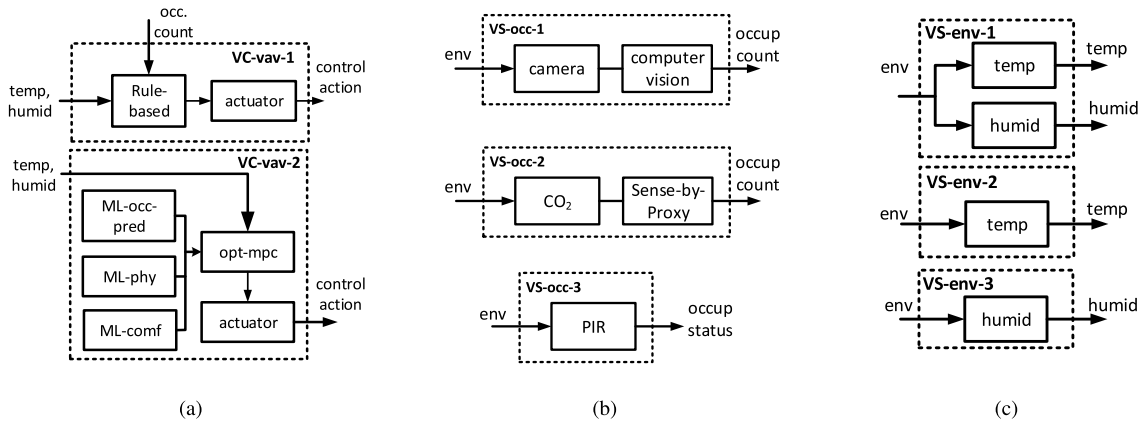 occ.
count
VC-vav-1
temp,
humid
Rule-
based
actuator
control
action
VC-vav-2
temp,
humid
ML-occ-
pred
ML-phy
ML-comf
opt-mpc
actuator
control
action
(a)
VS-occ-1
env
camera
computer
vision
occup
count
VS-occ-2
env
CO₂
Sense-by-
Proxy
occup
count
VS-occ-3
env
PIR
occup
status
(b)
VS-env-1
env
temp
temp
humid
humid
VS-env-2
env
temp
temp
VS-env-3
env
humid
humid
(c)